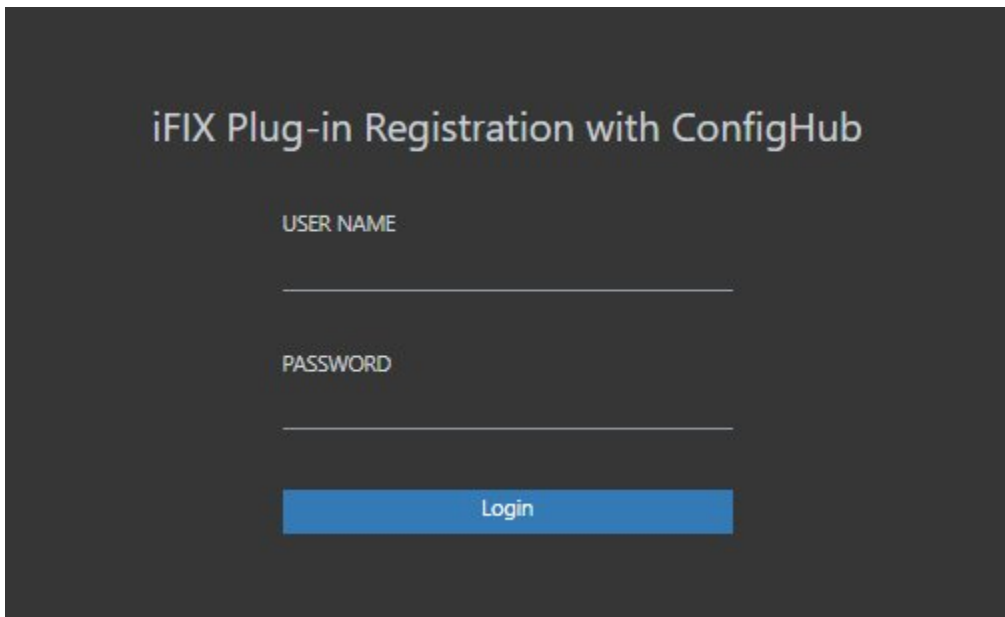 iFIX Plug-in Registration with ConfigHub
USER NAME
PASSWORD
Login